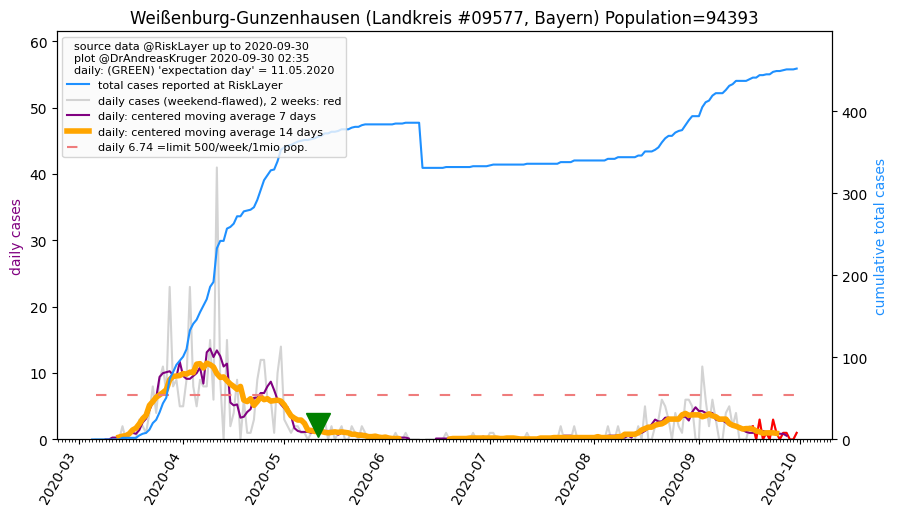 Weißenburg-Gunzenhausen (Landkreis #09577, Bayern) Population=94393
source data @RiskLayer up to 2020-09-30
plot @DrAndreasKruger 2020-09-30 02:35
daily: (GREEN) 'expectation day' = 11.05.2020
total cases reported at RiskLayer
daily cases (weekend-flawed), 2 weeks: red
daily: centered moving average 7 days
daily: centered moving average 14 days
daily 6.74 =limit 500/week/1mio pop.
daily cases
60
50
40
30
20
10
0
cumulative total cases
400
300
200
100
0
2020-03
2020-04
2020-05
2020-06
2020-07
2020-08
2020-09
2020-10